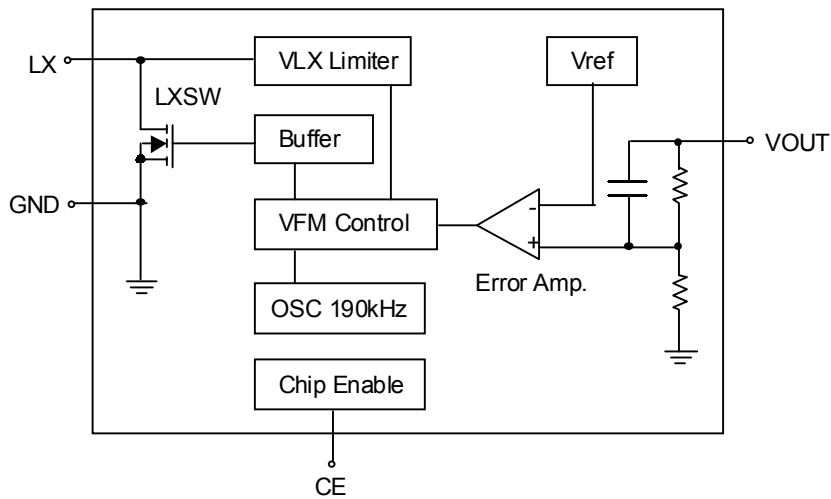 LX
VLX Limiter
Vref
LXSW
Buffer
VOUT
GND
VFM Control
-
+
Error Amp.
OSC 190kHz
Chip Enable
CE